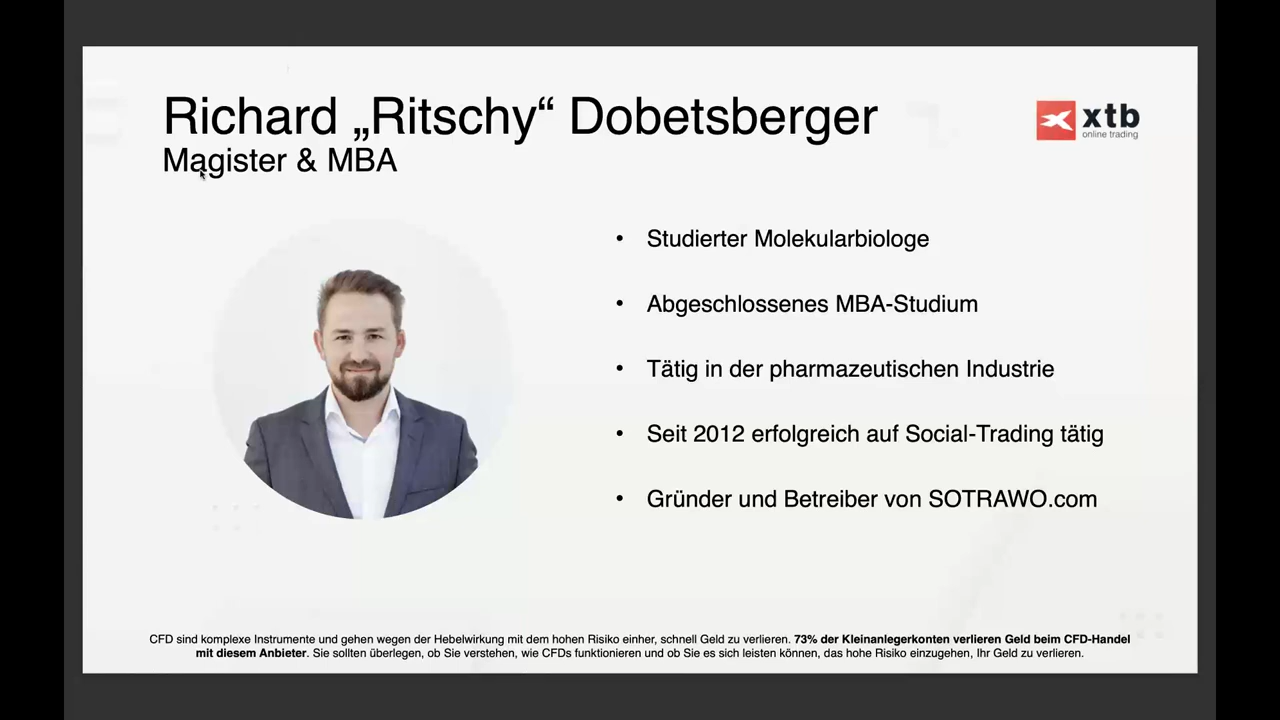 Richard „Ritschy“ Dobetsberger
Magister & MBA
xtb
online trading
• Studierter Molekularbiologe
• Abgeschlossenes MBA-Studium
• Tätig in der pharmazeutischen Industrie
• Seit 2012 erfolgreich auf Social-Trading tätig
• Gründer und Betreiber von SOTRAWO.com
CFD sind komplexe Instrumente und gehen wegen der Hebelwirkung mit dem hohen Risiko einher, schnell Geld zu verlieren. 73% der Kleinanlegerkonten verlieren Geld beim CFD-Handel
mit diesem Anbieter. Sie sollten überlegen, ob Sie verstehen, wie CFDs funktionieren und ob Sie es sich leisten können, das hohe Risiko einzugehen, Ihr Geld zu verlieren.